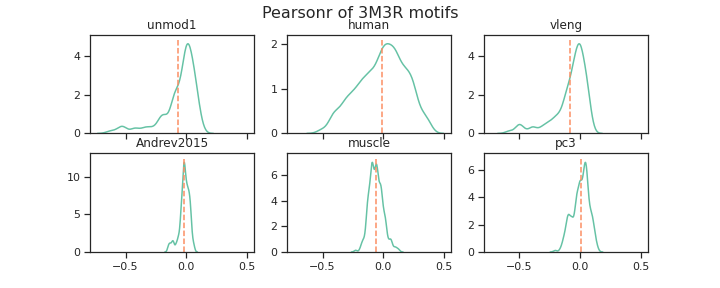 Pearsonr of 3M3R motifs
unmod1 human vleng
4 2 4
2 1 2
0 0 0
Andrev2015 muscle pc3
10 6 6
5 4 4
2 2
0 0 0
−0.5 0.0 0.5 −0.5 0.0 0.5 −0.5 0.0 0.5